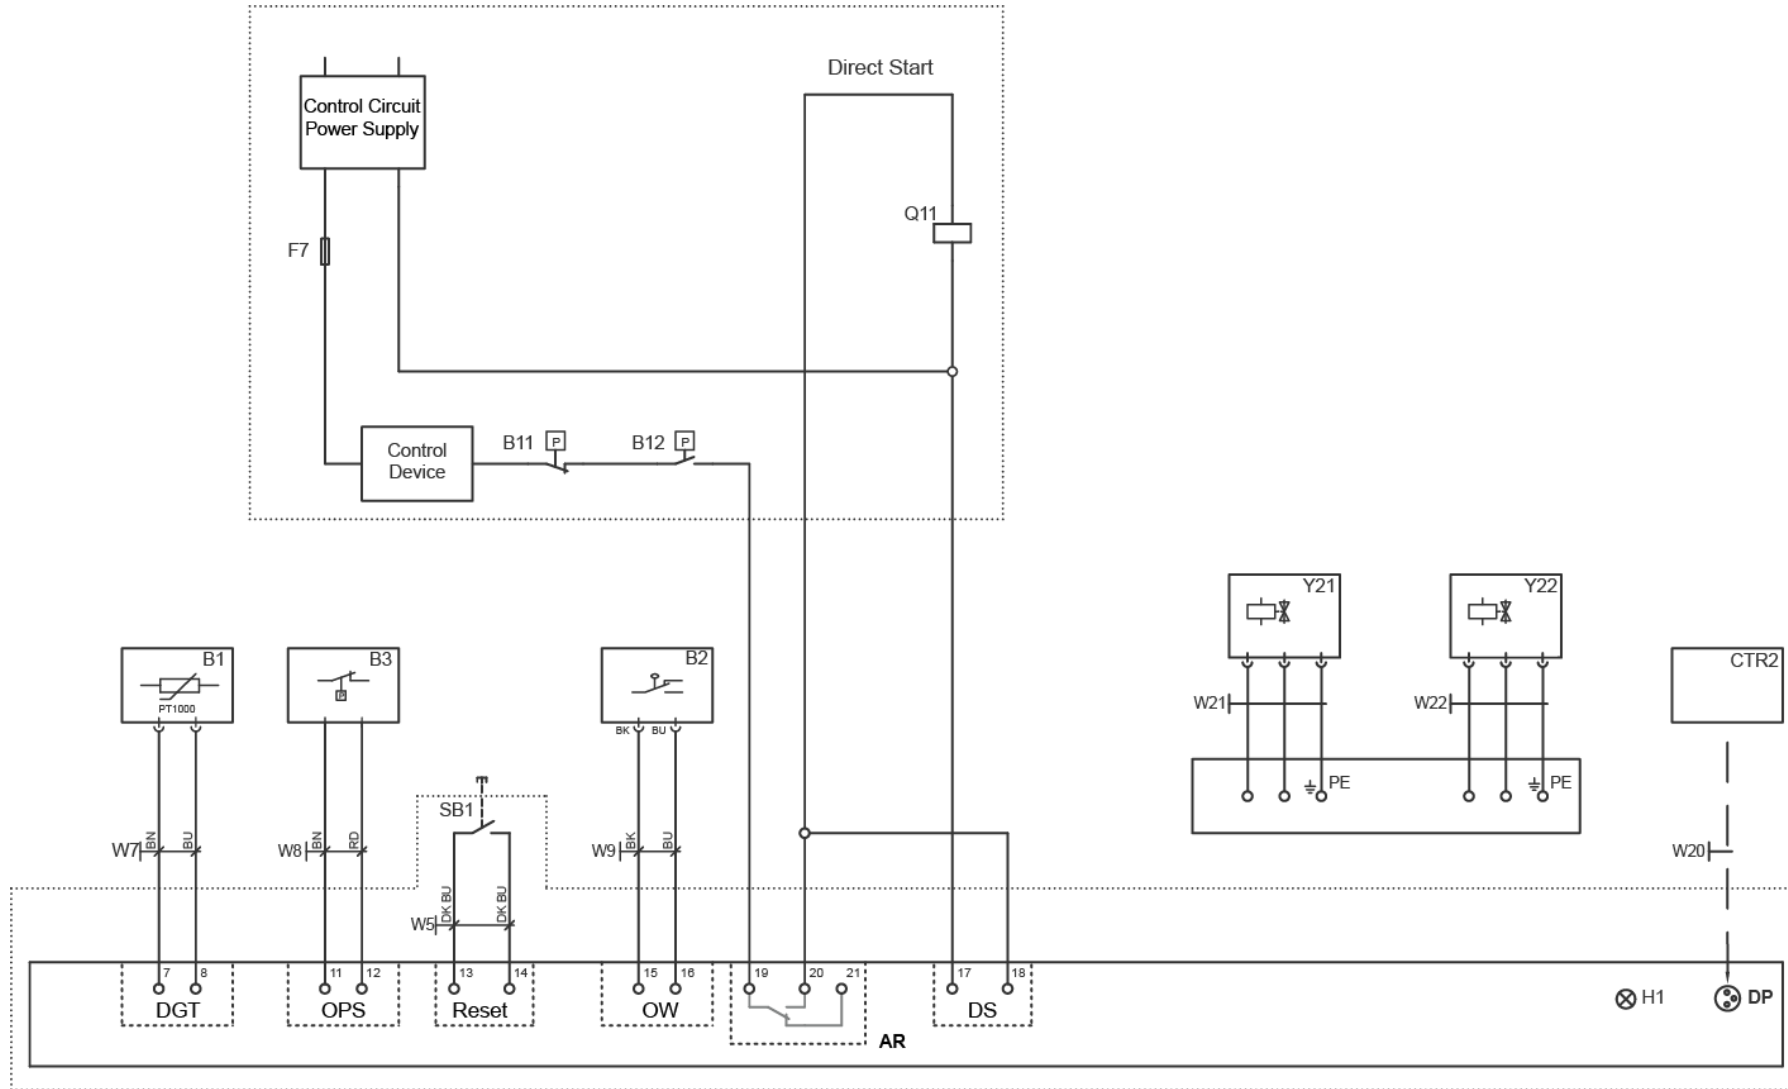 Direct Start
Control Circuit
Power Supply
Q11
F7
Control
Device
B11
P
B12
P
Y21
Y22
B1
PT1000
B3
P
B2
BK
BU
CTR2
W21
W22
PE
PE
SB1
W7
BN
BU
W8
BN
RD
W9
BK
BU
W20
W5
DK BU
DK BU
7
8
11
12
13
14
15
16
19
20
21
17
18
DGT
OPS
Reset
OW
AR
DS
H1
DP